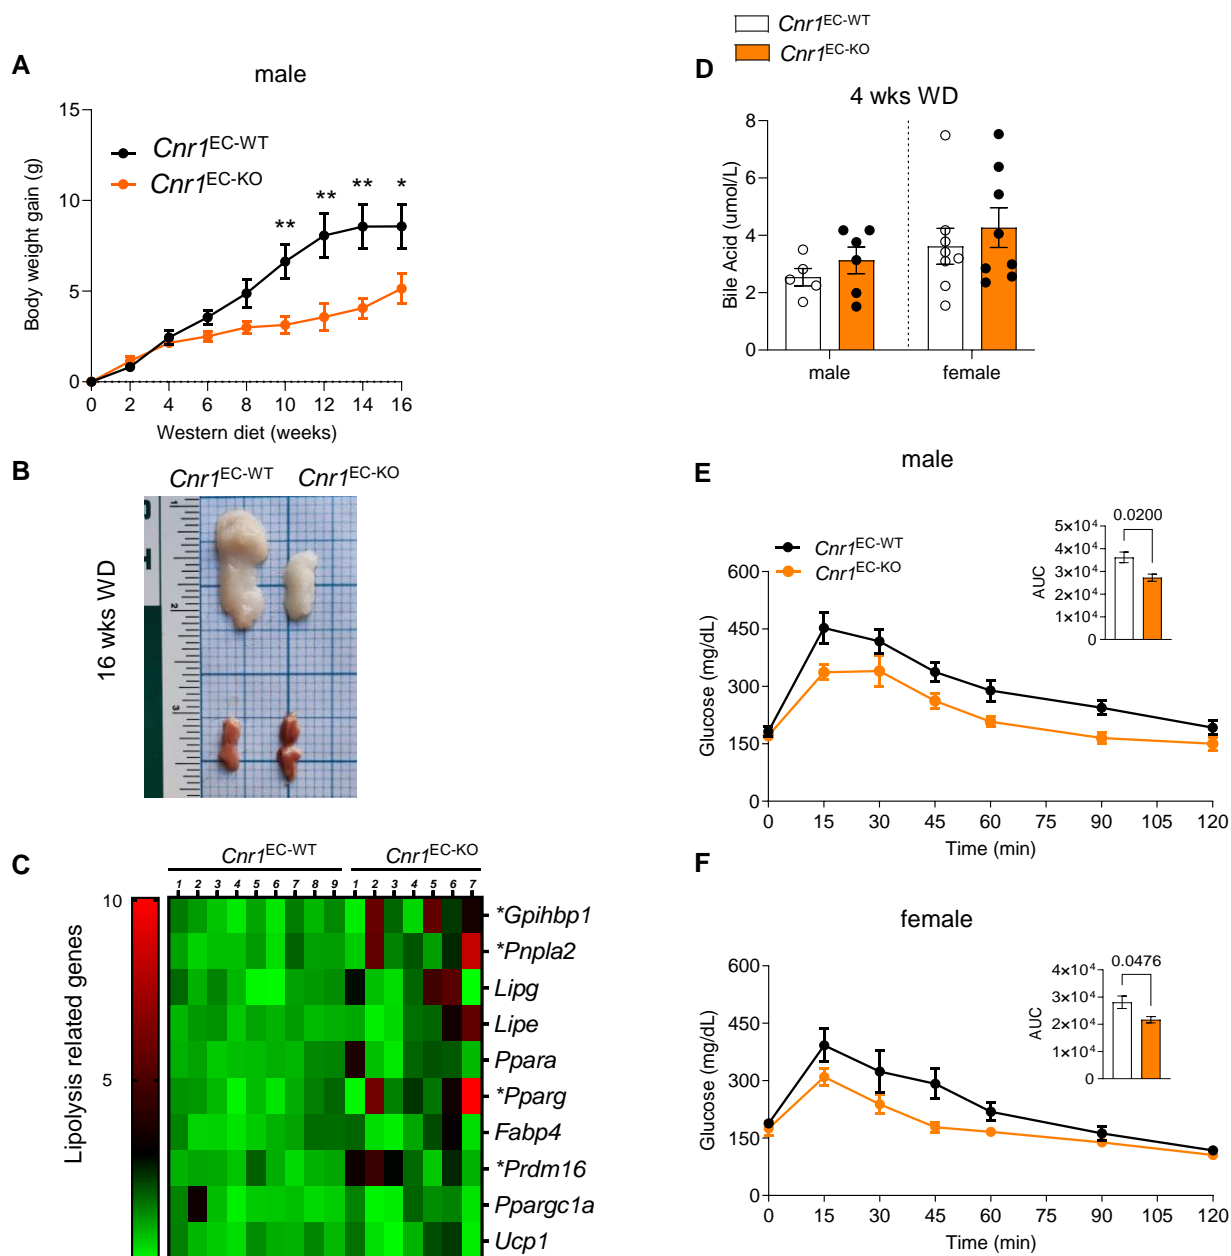 Cnr1EC-WT
Cnr1EC-KO
A
male
15
10
5
0
Body weight gain (g)
Cnr1EC-WT
Cnr1EC-KO
** ** ** *
0 2 4 6 8 10 12 14 16
Western diet (weeks)
D
4 wks WD
8
6
4
2
0
Bile Acid (umol/L)
male female
B
Cnr1EC-WT Cnr1EC-KO
16 wks WD
1
2
3
C
Cnr1EC-WT Cnr1EC-KO
1 2 3 4 5 6 7 8 9 1 2 3 4 5 6 7
10
5
Lipolysis related genes
*Gpihbp1
*Pnpla2
Lipg
Lipe
Ppara
*Pparg
Fabp4
*Prdm16
Ppargc1a
Ucp1
E
male
Cnr1EC-WT
Cnr1EC-KO
600
450
300
150
0
Glucose (mg/dL)
0 15 30 45 60 75 90 105 120
Time (min)
0.0200
5×10⁴
4×10⁴
3×10⁴
2×10⁴
1×10⁴
0
AUC
F
female
600
450
300
150
0
Glucose (mg/dL)
0 15 30 45 60 75 90 105 120
Time (min)
0.0476
4×10⁴
3×10⁴
2×10⁴
1×10⁴
0
AUC